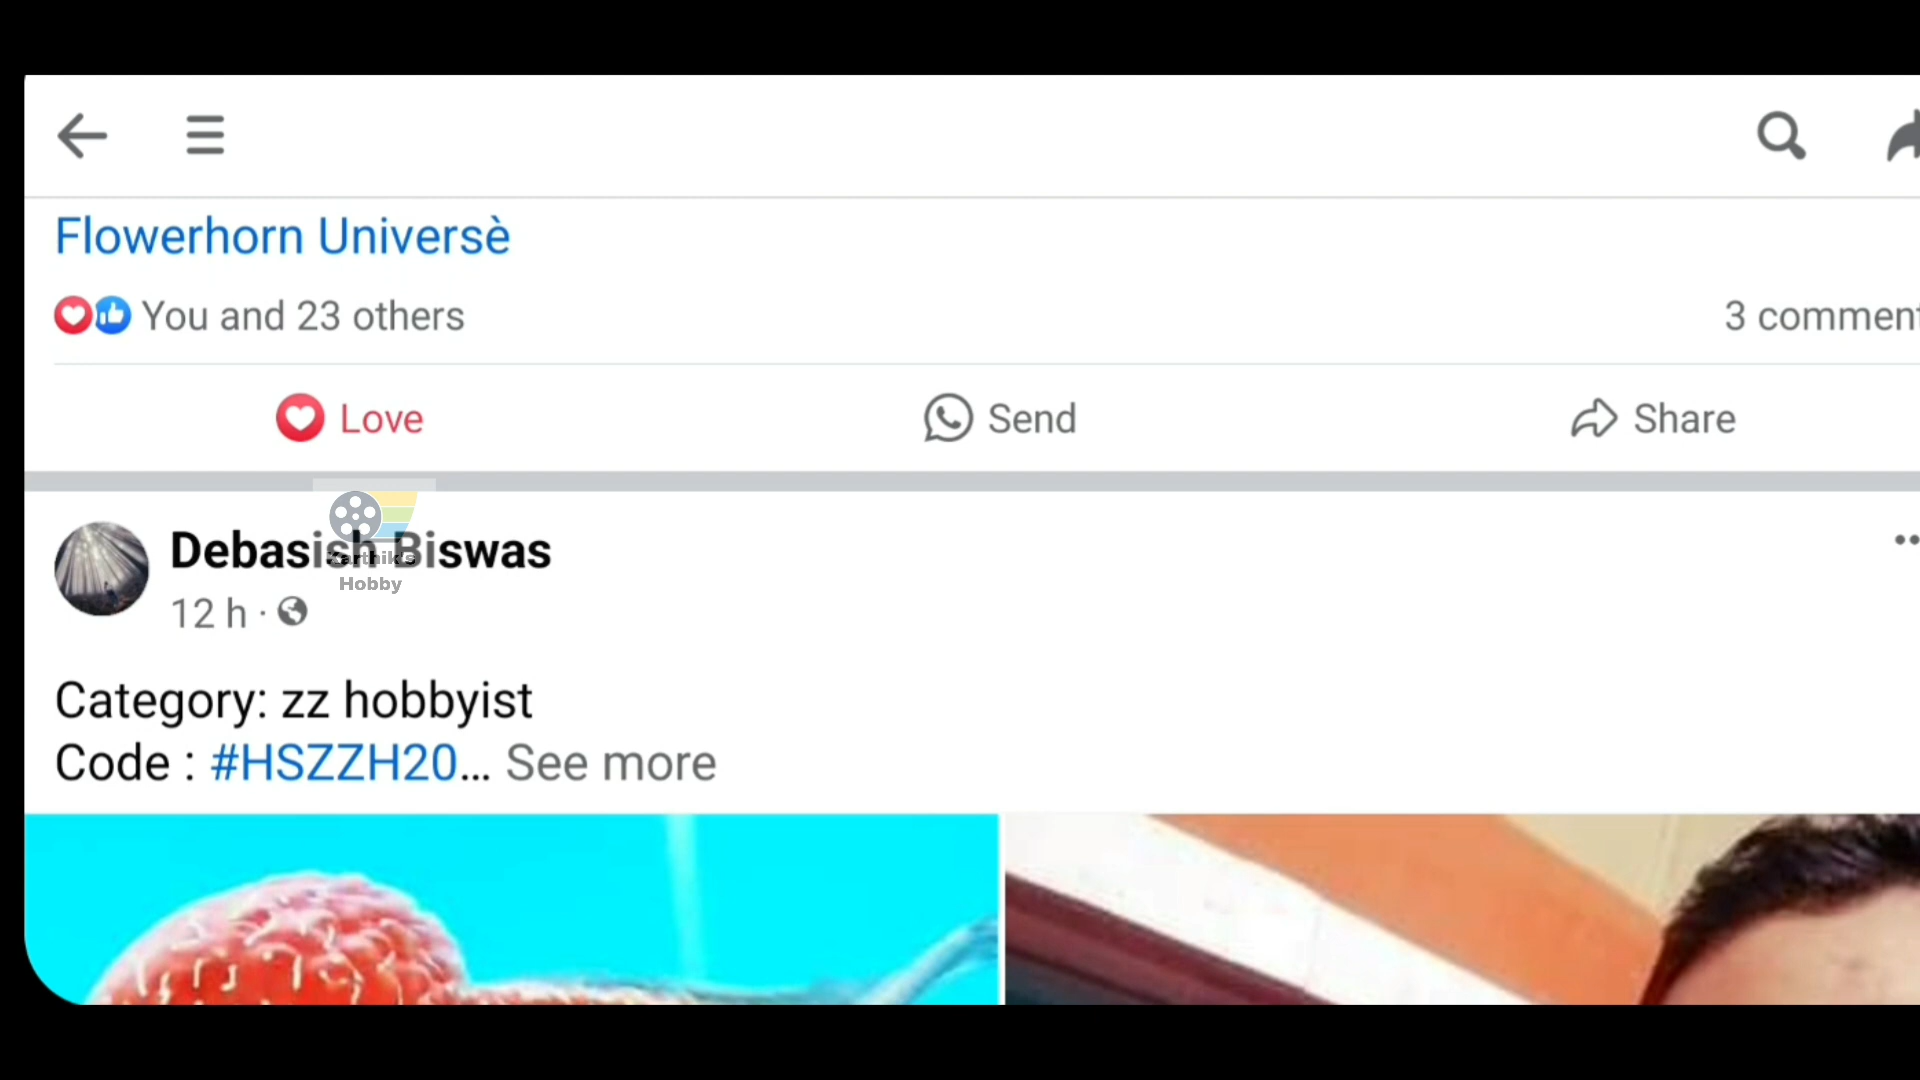 Flowerhorn Universè
You and 23 others
3 comment
Love
Send
Share
Debasish Biswas
Karthik's
Hobby
12 h ·
Category: zz hobbyist
Code : #HSZZH20... See more